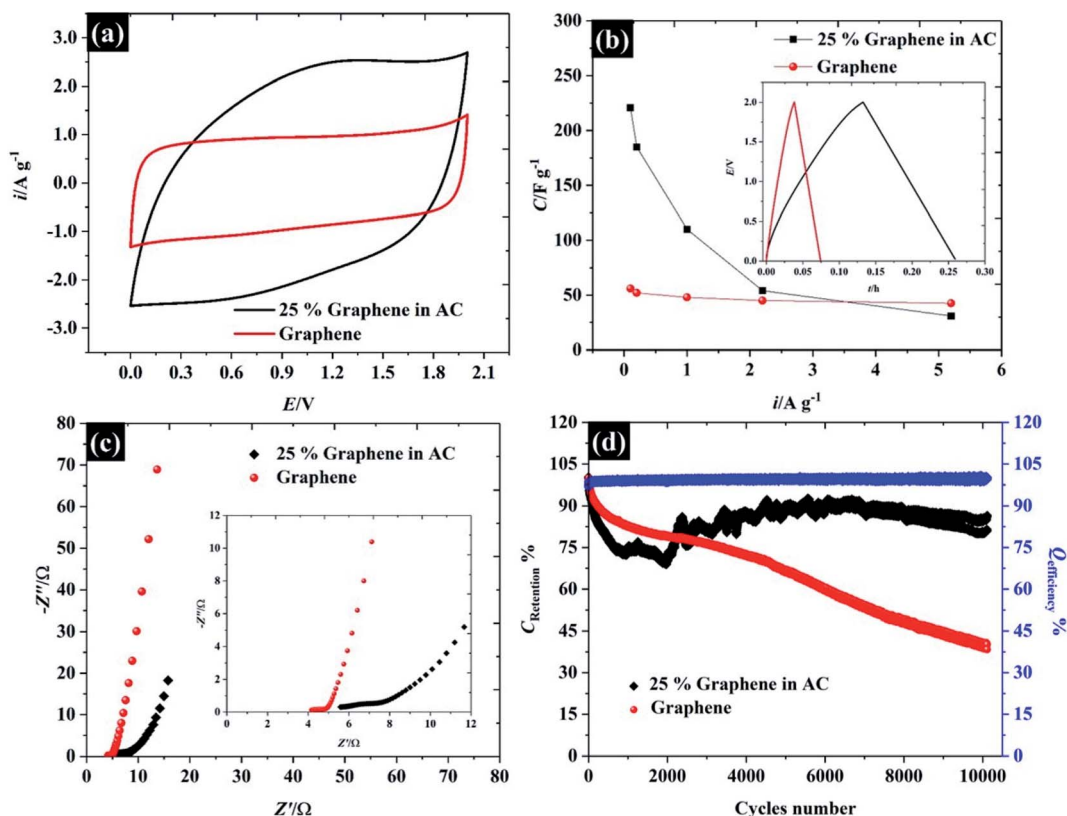 (a)
3.0
2.0
1.0
0.0
-1.0
-2.0
-3.0
i/A g⁻¹
25 % Graphene in AC
Graphene
0.0 0.3 0.6 0.9 1.2 1.5 1.8 2.1
E/V
(b)
300
250
200
150
100
50
0
C/F g⁻¹
25 % Graphene in AC
Graphene
2.0
1.5
1.0
0.5
0.0
E/V
0.00 0.05 0.10 0.15 0.20 0.25 0.30
t/h
0 1 2 3 4 5 6
i/A g⁻¹
(c)
80
70
60
50
40
30
20
10
0
-Z''/Ω
25 % Graphene in AC
Graphene
12
10
8
6
4
2
0
-Z''/Ω
0 2 4 6 8 10 12
Z'/Ω
0 10 20 30 40 50 60 70 80
Z'/Ω
(d)
120
105
90
75
60
45
30
15
0
C Retention %
25 % Graphene in AC
Graphene
0 2000 4000 6000 8000 10000
Cycles number
120
105
90
75
60
45
30
15
0
Q efficiency %